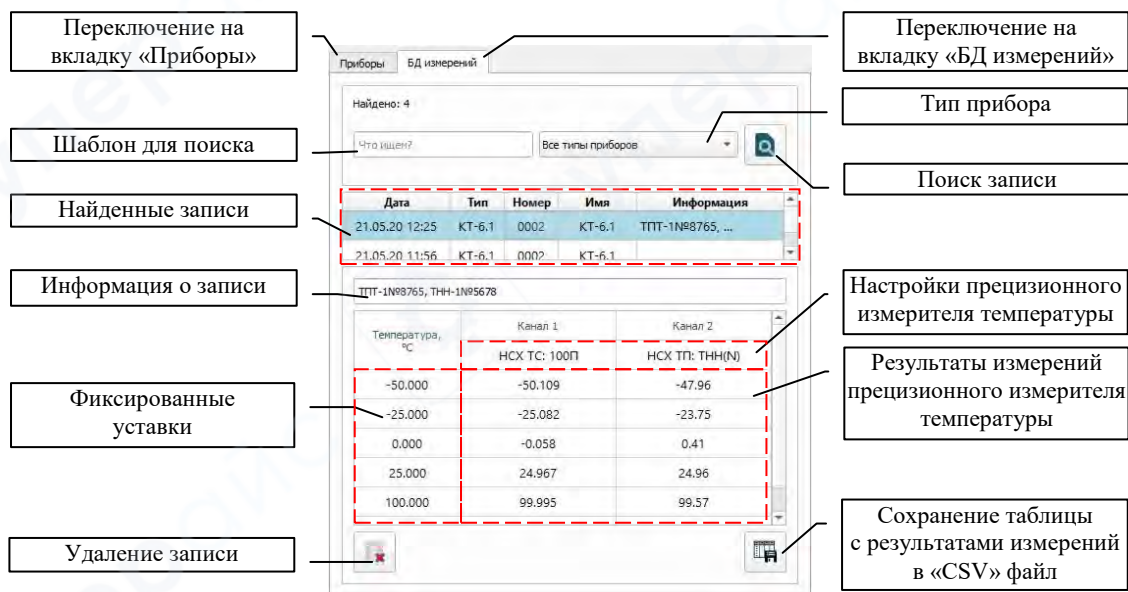 Переключение на
вкладку «Приборы»
Переключение на
вкладку «БД измерений»
Приборы
БД измерений
Найдено: 4
Тип прибора
Шаблон для поиска
Что ищем?
Все типы приборов
Поиск записи
Найденные записи
Дата Тип Номер Имя Информация
21.05.20 12:25 КТ-6.1 0002 КТ-6.1 ТПТ-1№8765, ...
21.05.20 11:56 КТ-6.1 0002 КТ-6.1
Информация о записи
ТПТ-1№8765, ТНН-1№5678
Настройки прецизионного
измерителя температуры
Температура,
°C
Канал 1 Канал 2
НСХ ТС: 100П НСХ ТП: ТНН(N)
Результаты измерений
прецизионного измерителя
температуры
Фиксированные
уставки
-50.000 -50.109 -47.96
-25.000 -25.082 -23.75
0.000 -0.058 0.41
25.000 24.967 24.96
100.000 99.995 99.57
Удаление записи
Сохранение таблицы
с результатами измерений
в «CSV» файл